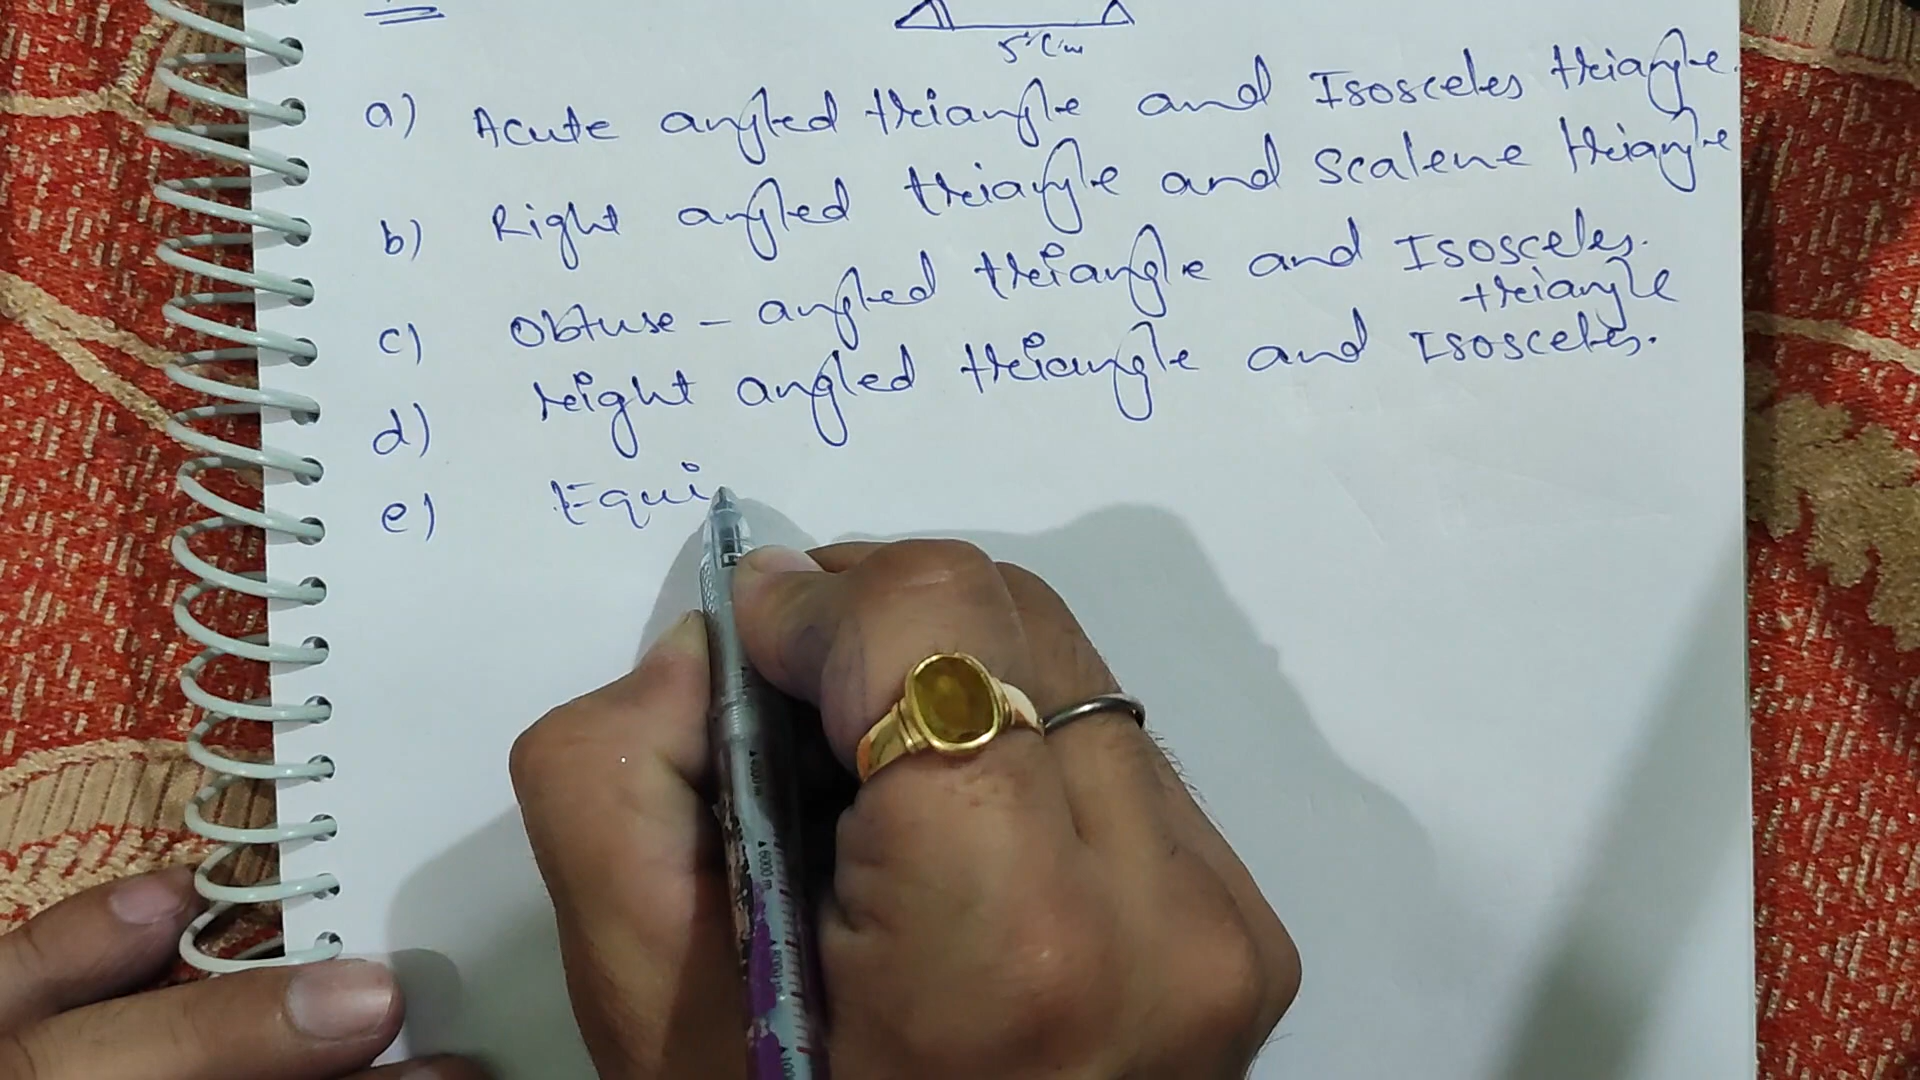 5 cm
a) Acute angled triangle and Isosceles triangle.
b) Right angled triangle and Scalene triangle
c) Obtuse - angled triangle and Isosceles.
triangle
d) right angled triangle and Isosceles.
e) Equi